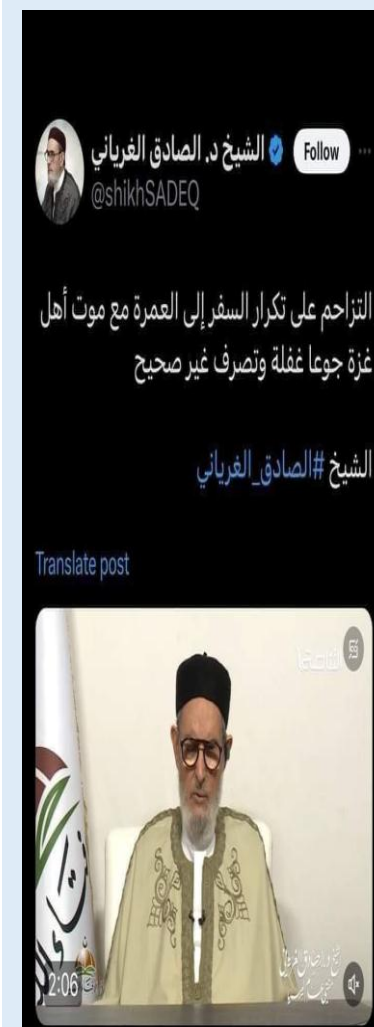 الشيخ د. الصادق الغرياني Follow ...
@shikhSADEQ
التزاحم على تكرار السفر إلى العمرة مع موت أهل
غزة جوعا غفلة وتصرف غير صحيح
الشيخ #الصادق_الغرياني
Translate post
2:06